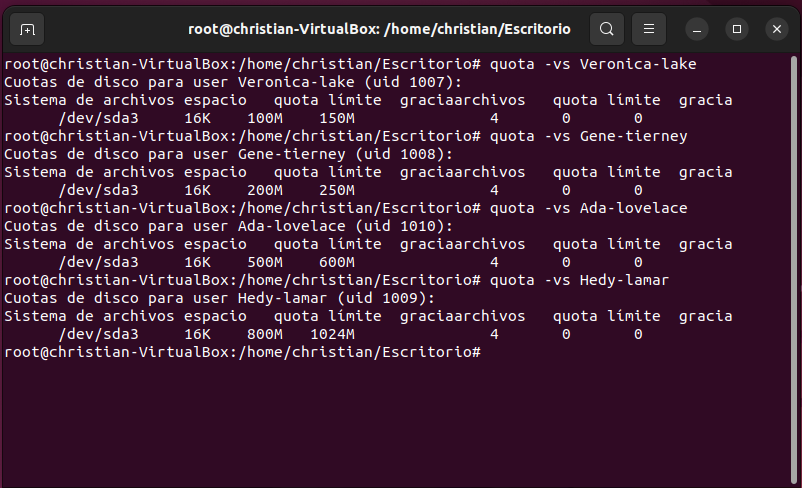 root@christian-VirtualBox: /home/christian/Escritorio
root@christian-VirtualBox:/home/christian/Escritorio# quota -vs Veronica-lake
Cuotas de disco para user Veronica-lake (uid 1007):
Sistema de archivos espacio   quota límite  graciaarchivos   quota límite  gracia
      /dev/sda3     16K    100M    150M               4       0       0
root@christian-VirtualBox:/home/christian/Escritorio# quota -vs Gene-tierney
Cuotas de disco para user Gene-tierney (uid 1008):
Sistema de archivos espacio   quota límite  graciaarchivos   quota límite  gracia
      /dev/sda3     16K    200M    250M               4       0       0
root@christian-VirtualBox:/home/christian/Escritorio# quota -vs Ada-lovelace
Cuotas de disco para user Ada-lovelace (uid 1010):
Sistema de archivos espacio   quota límite  graciaarchivos   quota límite  gracia
      /dev/sda3     16K    500M    600M               4       0       0
root@christian-VirtualBox:/home/christian/Escritorio# quota -vs Hedy-lamar
Cuotas de disco para user Hedy-lamar (uid 1009):
Sistema de archivos espacio   quota límite  graciaarchivos   quota límite  gracia
      /dev/sda3     16K    800M   1024M               4       0       0
root@christian-VirtualBox:/home/christian/Escritorio#